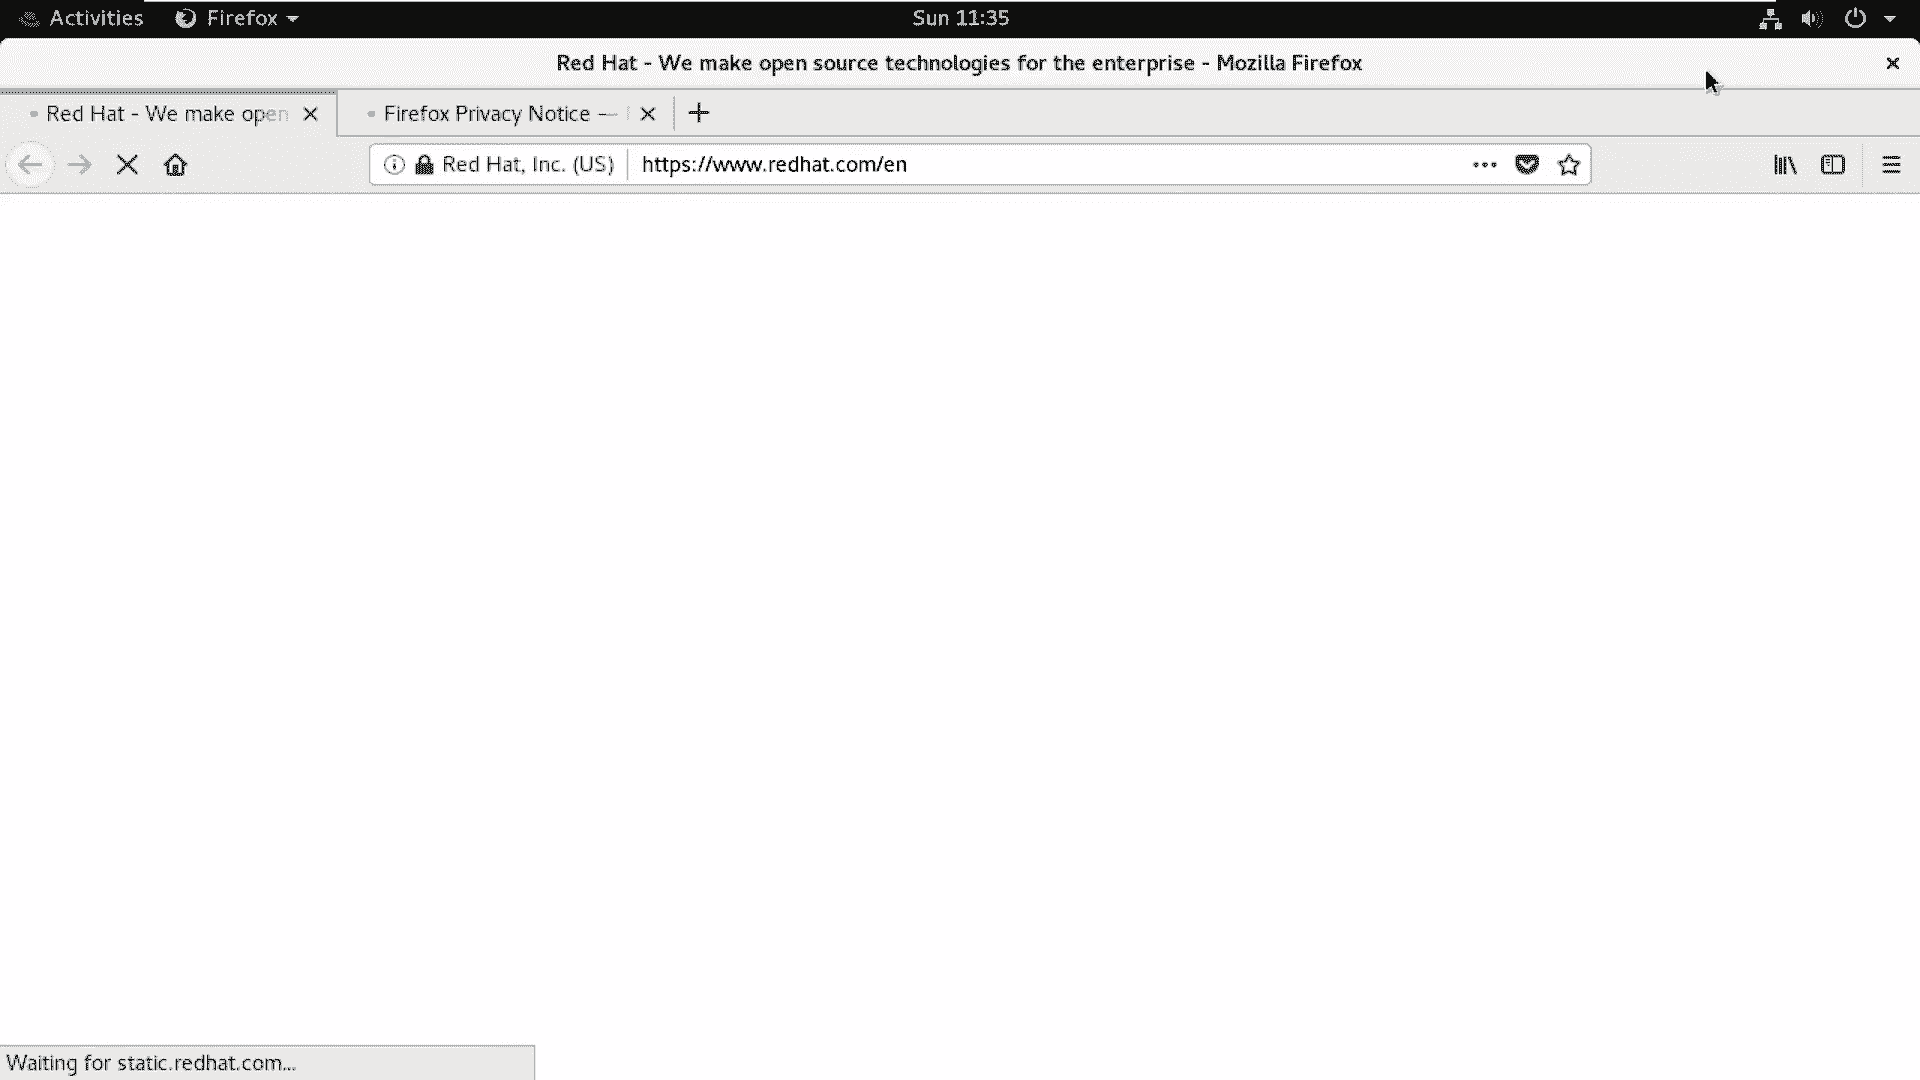 Activities
Firefox
Sun 11:35
Red Hat - We make open source technologies for the enterprise - Mozilla Firefox
Red Hat - We make open
Firefox Privacy Notice —
Red Hat, Inc. (US)
https://www.redhat.com/en
Waiting for static.redhat.com...